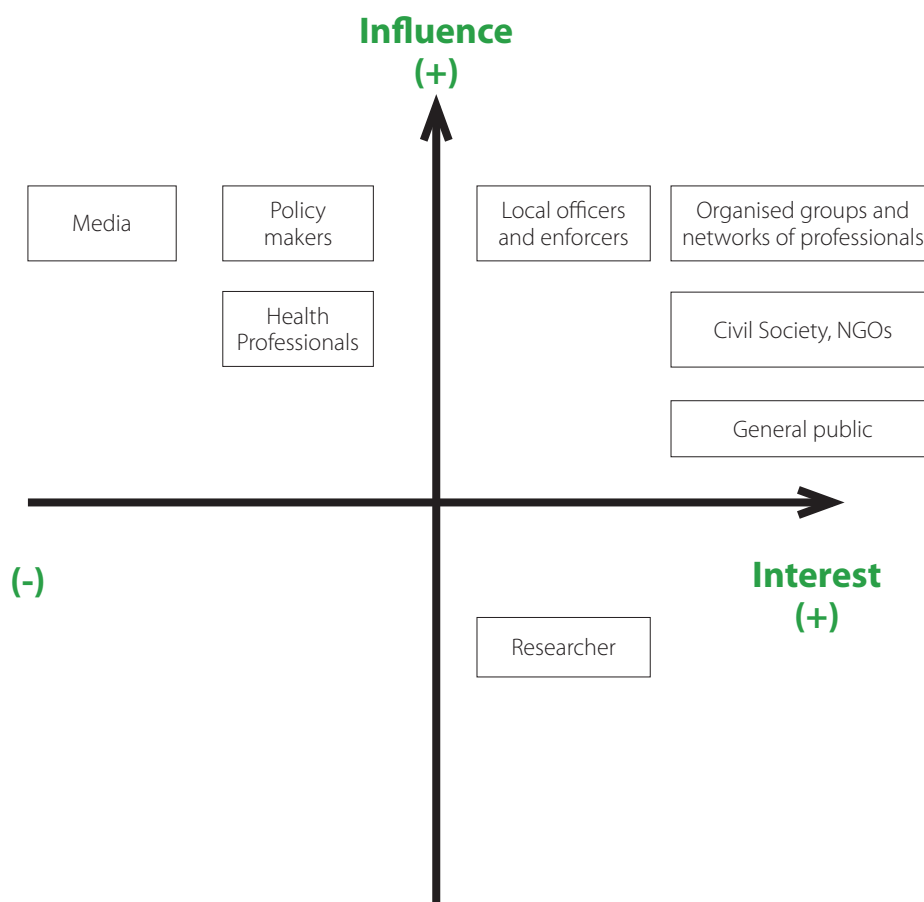 Influence
(+)
Media
Policy
makers
Local officers
and enforcers
Organised groups and
networks of professionals
Health
Professionals
Civil Society, NGOs
General public
(-)
Interest
(+)
Researcher